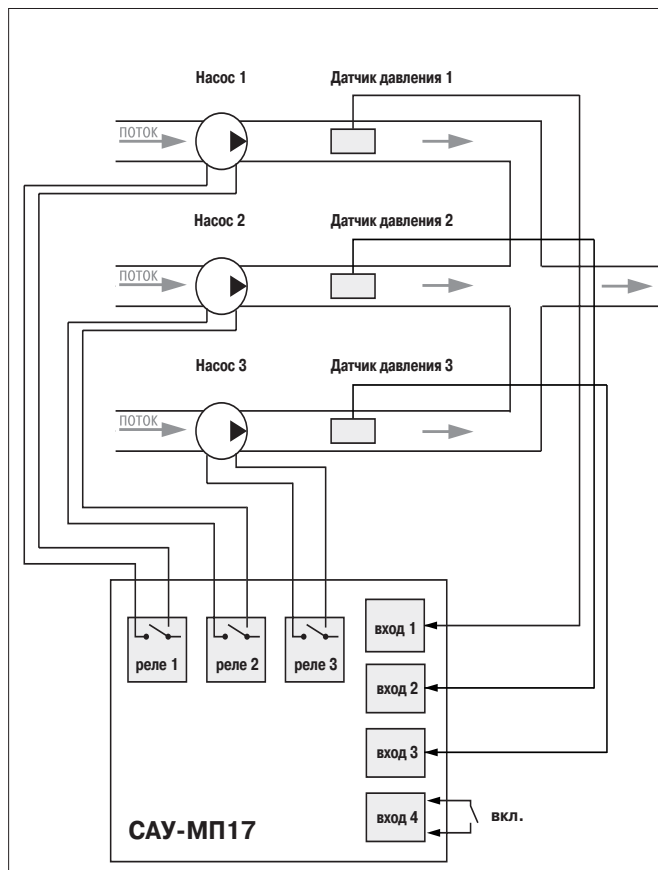 Насос 1
Датчик давления 1
ПОТОК
Насос 2
Датчик давления 2
ПОТОК
Насос 3
Датчик давления 3
ПОТОК
реле 1
реле 2
реле 3
вход 1
вход 2
вход 3
вход 4
вкл.
САУ-МП17